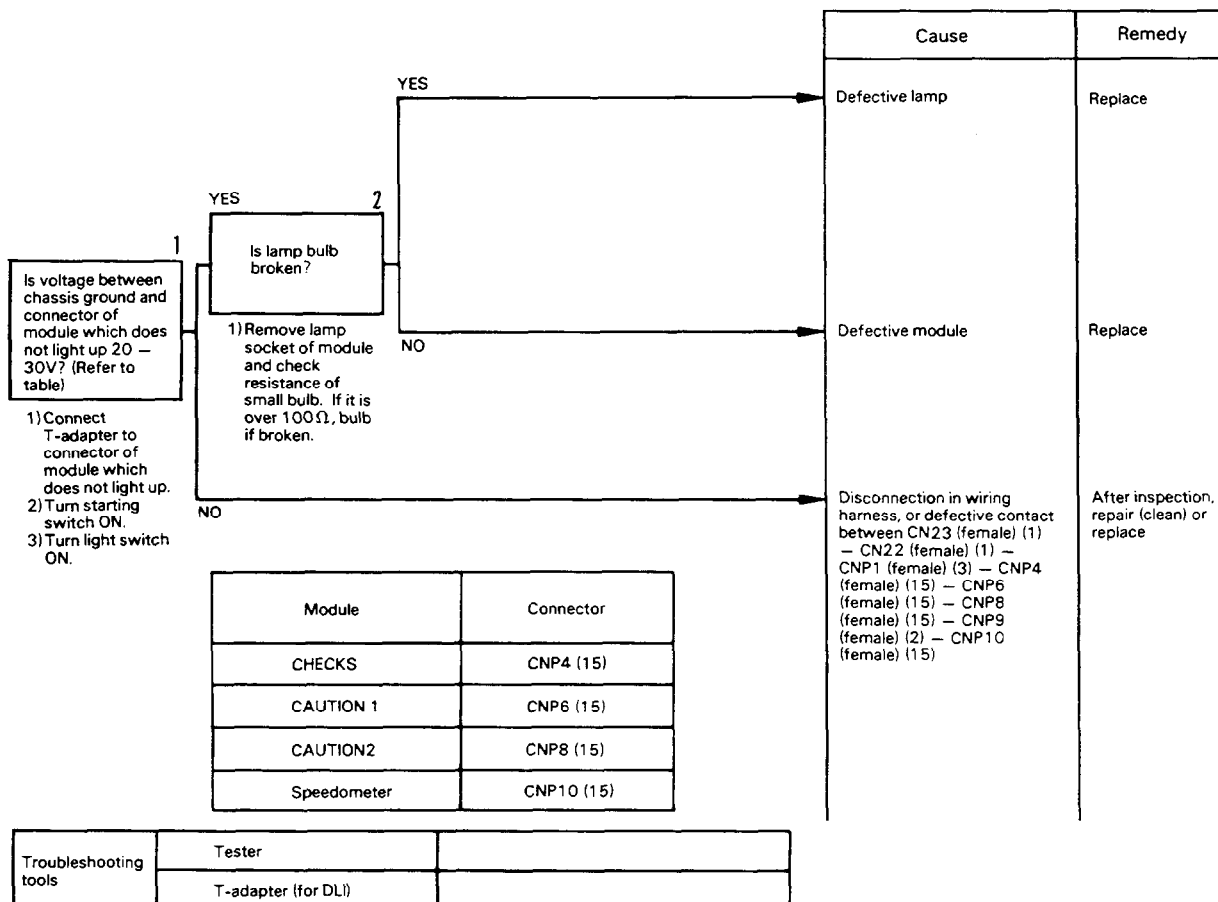 Cause
Remedy
YES
Defective lamp
Replace
YES
2
Is lamp bulb
broken?
1
Is voltage between
chassis ground and
connector of
module which does
not light up 20 –
30V? (Refer to
table)
1) Remove lamp
socket of module
and check
resistance of
small bulb. If it is
over 100Ω, bulb
if broken.
NO
Defective module
Replace
1) Connect
T-adapter to
connector of
module which
does not light up.
2) Turn starting
switch ON.
3) Turn light switch
ON.
NO
Disconnection in wiring
harness, or defective contact
between CN23 (female) (1)
– CN22 (female) (1) –
CNP1 (female) (3) – CNP4
(female) (15) – CNP6
(female) (15) – CNP8
(female) (15) – CNP9
(female) (2) – CNP10
(female) (15)
After inspection,
repair (clean) or
replace
Module
Connector
CHECKS
CNP4 (15)
CAUTION 1
CNP6 (15)
CAUTION2
CNP8 (15)
Speedometer
CNP10 (15)
Troubleshooting
tools
Tester
T-adapter (for DLI)